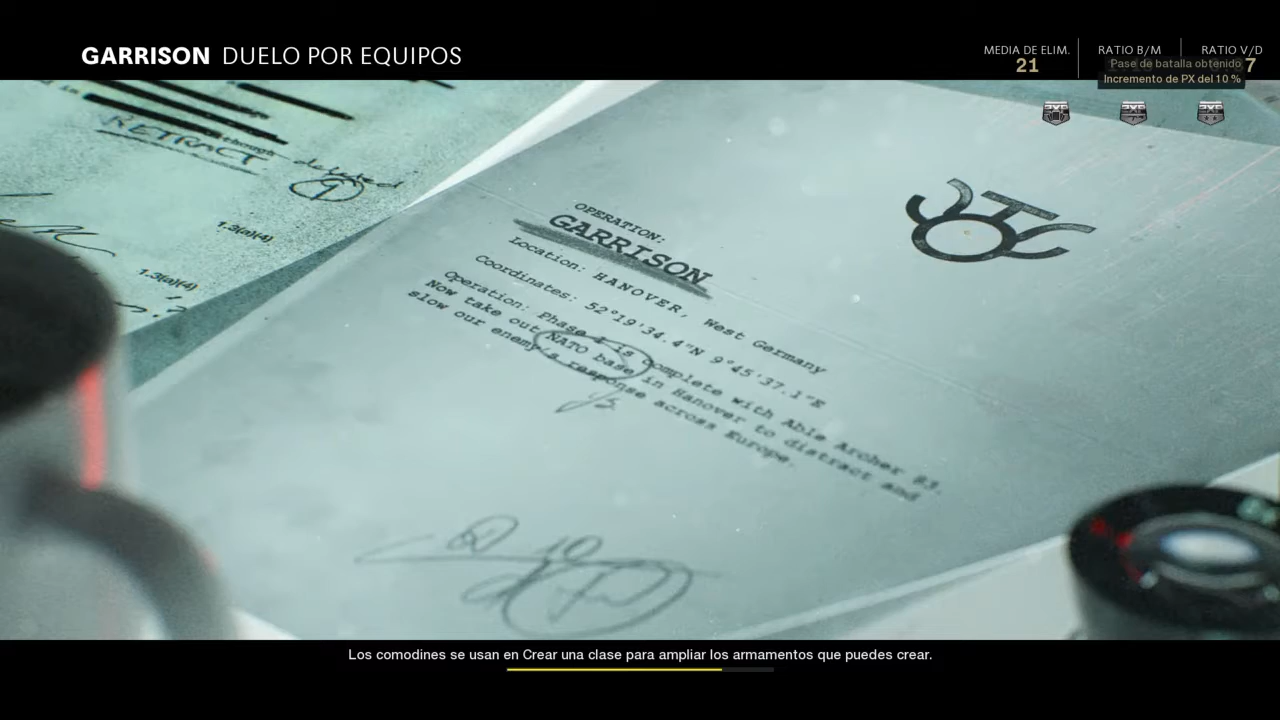 GARRISON DUELO POR EQUIPOS
MEDIA DE ELIM.
21
RATIO B/M
RATIO V/D
7
Pase de batalla obtenido
Incremento de PX del 10 %
RETRACT
though deleted
1.3(a)(4)
1.3(a)(4)
OPERATION:
GARRISON
Location: HANOVER, West Germany
Coordinates: 52°19'34.4"N 9°45'37.1"E
Operation: Phase 1 is complete with Able Archer 83.
Now take out NATO base in Hanover to distract and
slow our enemy's response across Europe.
Los comodines se usan en Crear una clase para ampliar los armamentos que puedes crear.